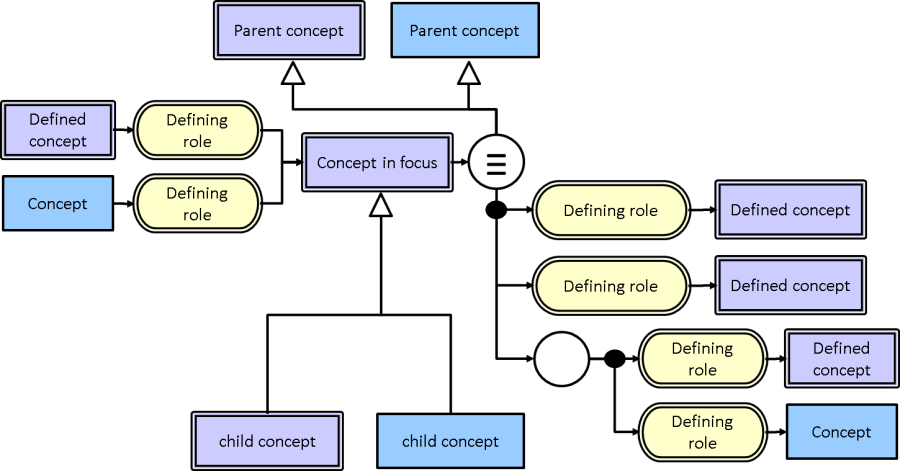 Parent concept
Parent concept
Defined
concept
Defining
role
Concept in focus
Concept
Defining
role
Defining role
Defined concept
Defining role
Defined concept
Defining
role
Defined
concept
Defining
role
Concept
child concept
child concept